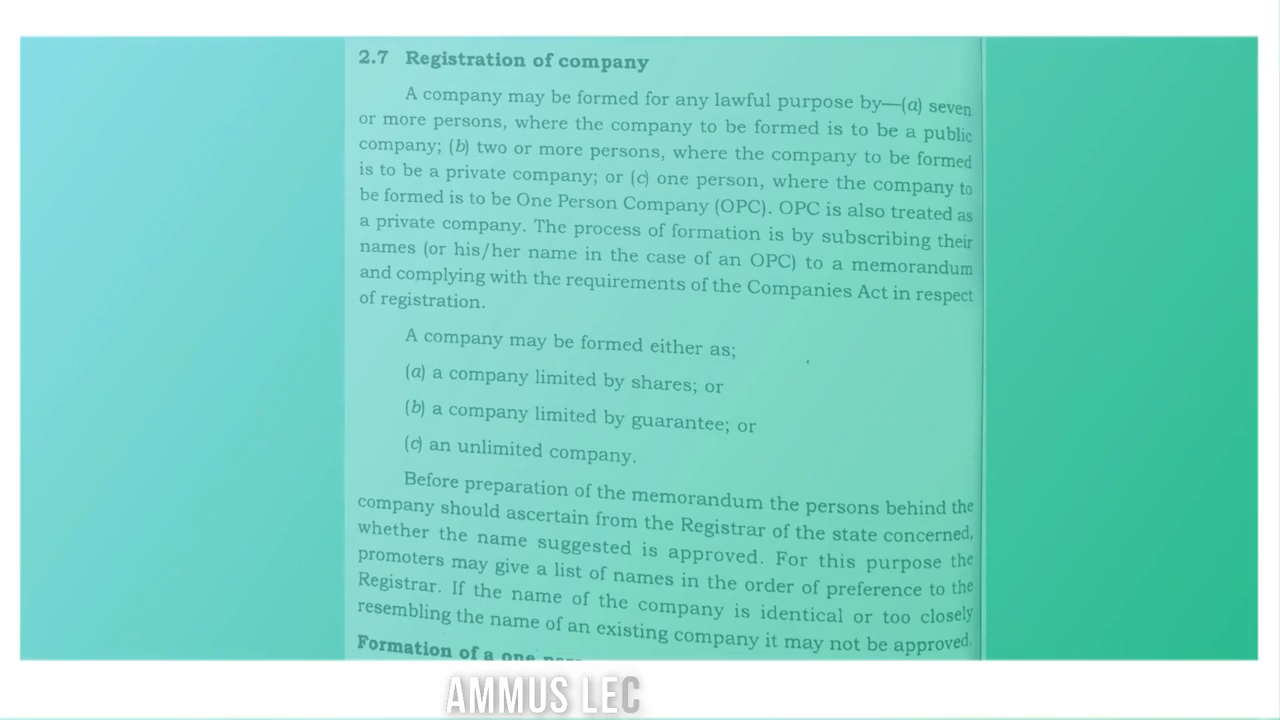 2.7 Registration of company
A company may be formed for any lawful purpose by—(a) seven
or more persons, where the company to be formed is to be a public
company; (b) two or more persons, where the company to be formed
is to be a private company; or (c) one person, where the company to
be formed is to be One Person Company (OPC). OPC is also treated as
a private company. The process of formation is by subscribing their
names (or his/her name in the case of an OPC) to a memorandum
and complying with the requirements of the Companies Act in respect
of registration.
A company may be formed either as;
(a) a company limited by shares; or
(b) a company limited by guarantee; or
(c) an unlimited company.
Before preparation of the memorandum the persons behind the
company should ascertain from the Registrar of the state concerned,
whether the name suggested is approved. For this purpose the
promoters may give a list of names in the order of preference to the
Registrar. If the name of the company is identical or too closely
resembling the name of an existing company it may not be approved.
Formation of a one
AMMUS LEC